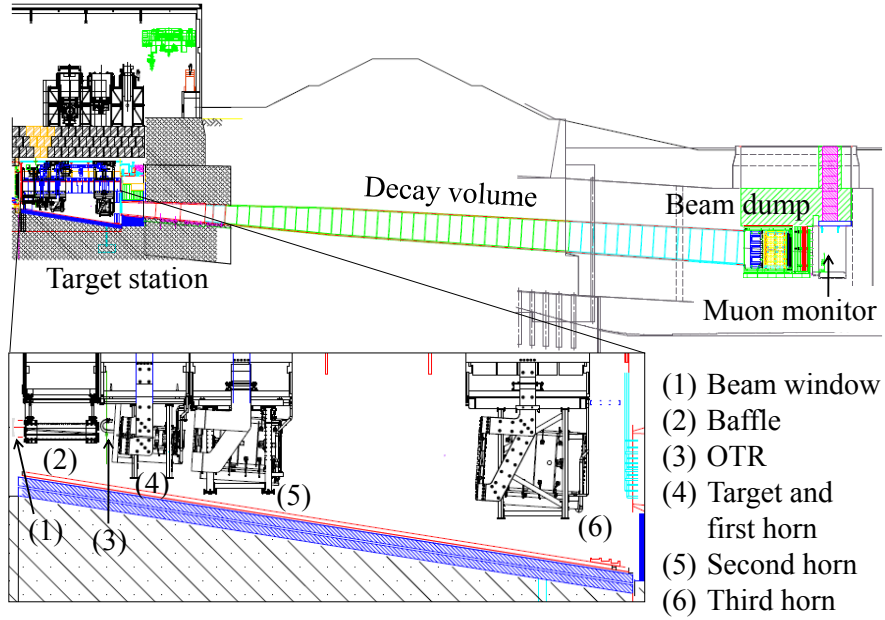 Decay volume
Beam dump
Target station
Muon monitor
(1) Beam window
(2) Baffle
(3) OTR
(4) Target and
first horn
(5) Second horn
(6) Third horn
(2)
(4)
(5)
(6)
(1)
(3)